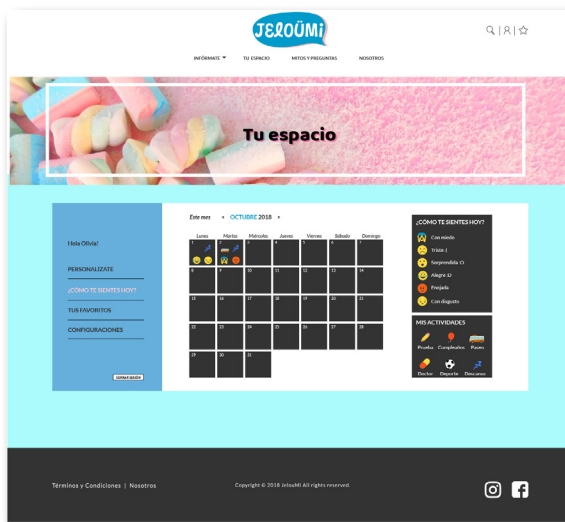 JELOÜMi
INFÓRMATE TU ESPACIO MITOS Y PREGUNTAS NOSOTROS
Tu espacio
Hola Olivia!
PERSONALIZATE
¿CÓMO TE SIENTES HOY?
TUS FAVORITOS
CONFIGURACIONES
CERRAR SESIÓN
Este mes OCTUBRE 2018
Lunes Martes Miércoles Jueves Viernes Sábado Domingo
1 2 3 4 5 6 7
8 9 10 11 12 13 14
15 16 17 18 19 20 21
22 23 24 25 26 27 28
29 30 31
¿CÓMO TE SIENTES HOY?
Con miedo
Triste :(
Sorprendida :O
Alegre :D
Enojada
Con disgusto
MIS ACTIVIDADES
Prueba Cumpleaños Paseo
Doctor Deporte Descanso
Términos y Condiciones | Nosotros
Copyright © 2018 JelouMi All rights reserved.